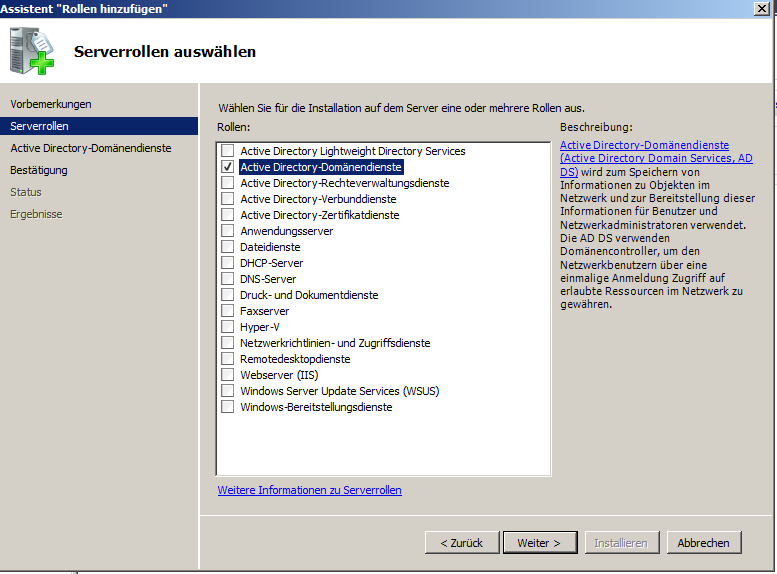 Assistent "Rollen hinzufügen"
Serverrollen auswählen
Vorbemerkungen
Serverrollen
Active Directory-Domänendienste
Bestätigung
Status
Ergebnisse
Wählen Sie für die Installation auf dem Server eine oder mehrere Rollen aus.
Rollen:
Active Directory Lightweight Directory Services
Active Directory-Domänendienste
Active Directory-Rechteverwaltungsdienste
Active Directory-Verbunddienste
Active Directory-Zertifikatdienste
Anwendungsserver
Dateidienste
DHCP-Server
DNS-Server
Druck- und Dokumentdienste
Faxserver
Hyper-V
Netzwerkrichtlinien- und Zugriffsdienste
Remotedesktopdienste
Webserver (IIS)
Windows Server Update Services (WSUS)
Windows-Bereitstellungsdienste
Weitere Informationen zu Serverrollen
Beschreibung:
Active Directory-Domänendienste
(Active Directory Domain Services, AD
DS) wird zum Speichern von
Informationen zu Objekten im
Netzwerk und zur Bereitstellung dieser
Informationen für Benutzer und
Netzwerkadministratoren verwendet.
Die AD DS verwenden
Domänencontroller, um den
Netzwerkbenutzern über eine
einmalige Anmeldung Zugriff auf
erlaubte Ressourcen im Netzwerk zu
gewähren.
< Zurück
Weiter >
Installieren
Abbrechen